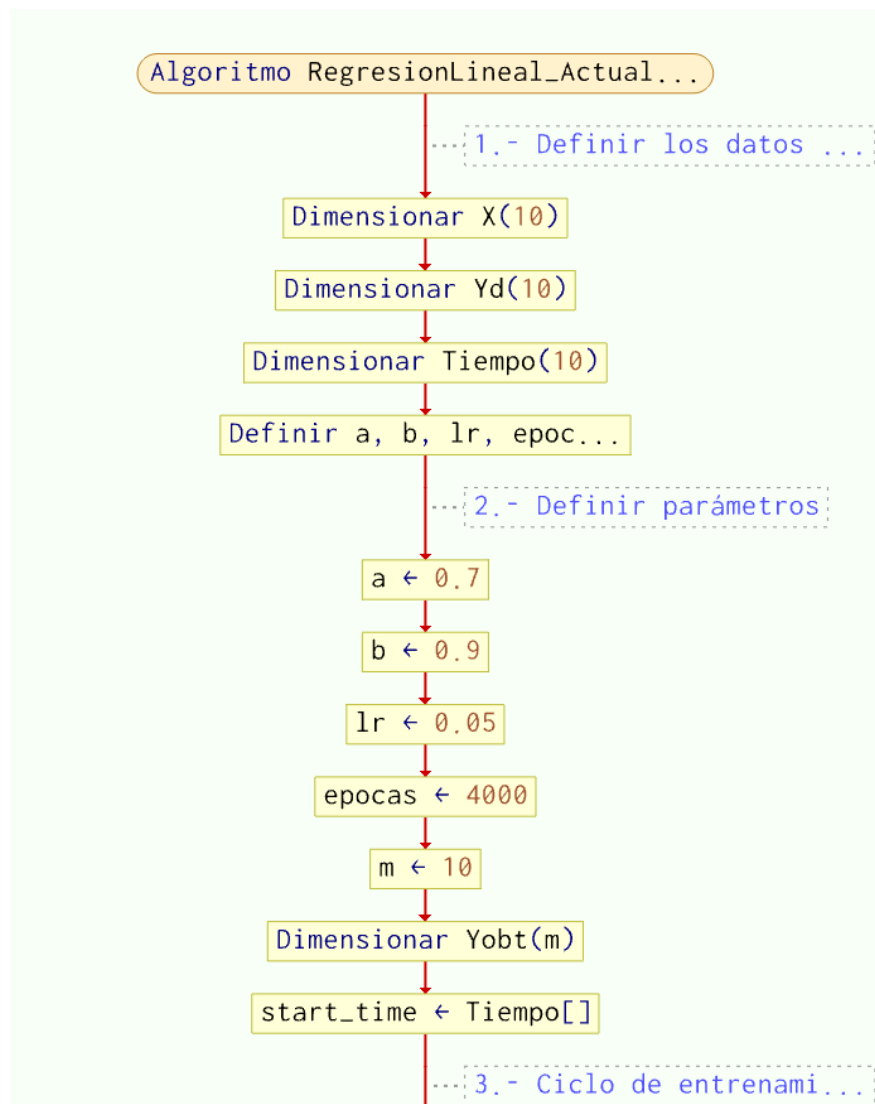 Algoritmo RegresionLineal_Actual...
1.- Definir los datos ...
Dimensionar X(10)
Dimensionar Yd(10)
Dimensionar Tiempo(10)
Definir a, b, lr, epoc...
2.- Definir parámetros
a ← 0.7
b ← 0.9
lr ← 0.05
epocas ← 4000
m ← 10
Dimensionar Yobt(m)
start_time ← Tiempo[]
3.- Ciclo de entrenami...